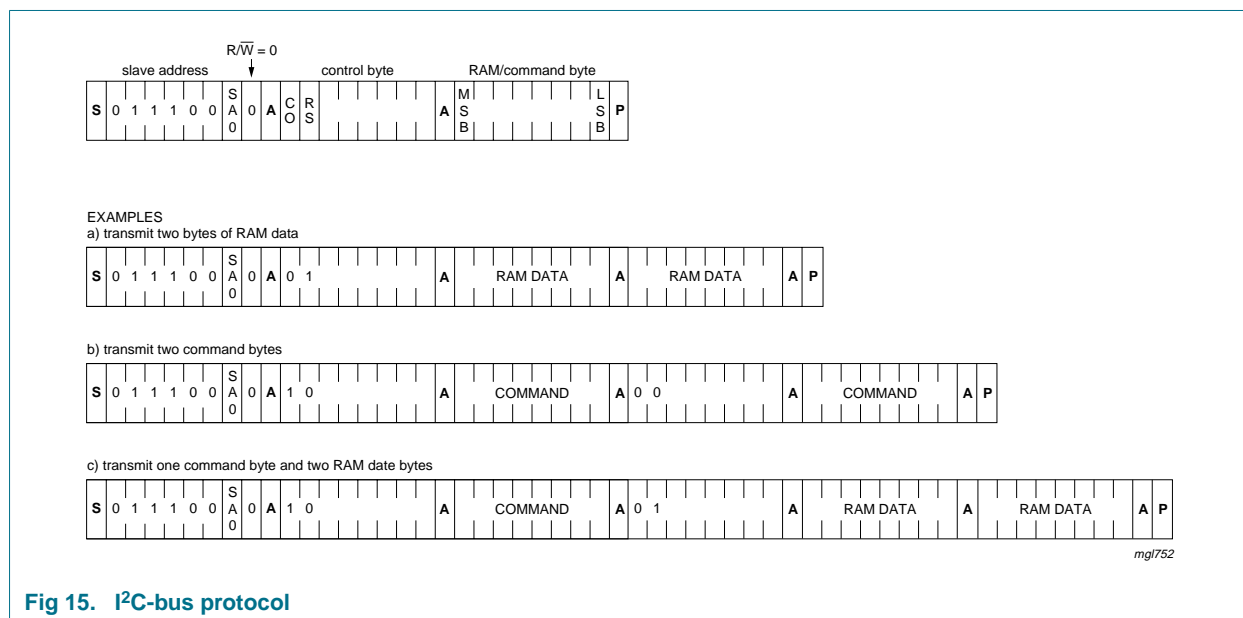 R/W̅ = 0
slave address control byte RAM/command byte
S 0 1 1 1 0 0 SA0 0 A CO RS A MSB LSB P
EXAMPLES
a) transmit two bytes of RAM data
S 0 1 1 1 0 0 SA0 0 A 0 1 A RAM DATA A RAM DATA A P
b) transmit two command bytes
S 0 1 1 1 0 0 SA0 0 A 1 0 A COMMAND A 0 0 A COMMAND A P
c) transmit one command byte and two RAM date bytes
S 0 1 1 1 0 0 SA0 0 A 1 0 A COMMAND A 0 1 A RAM DATA A RAM DATA A P
mgl752
Fig 15. I²C-bus protocol